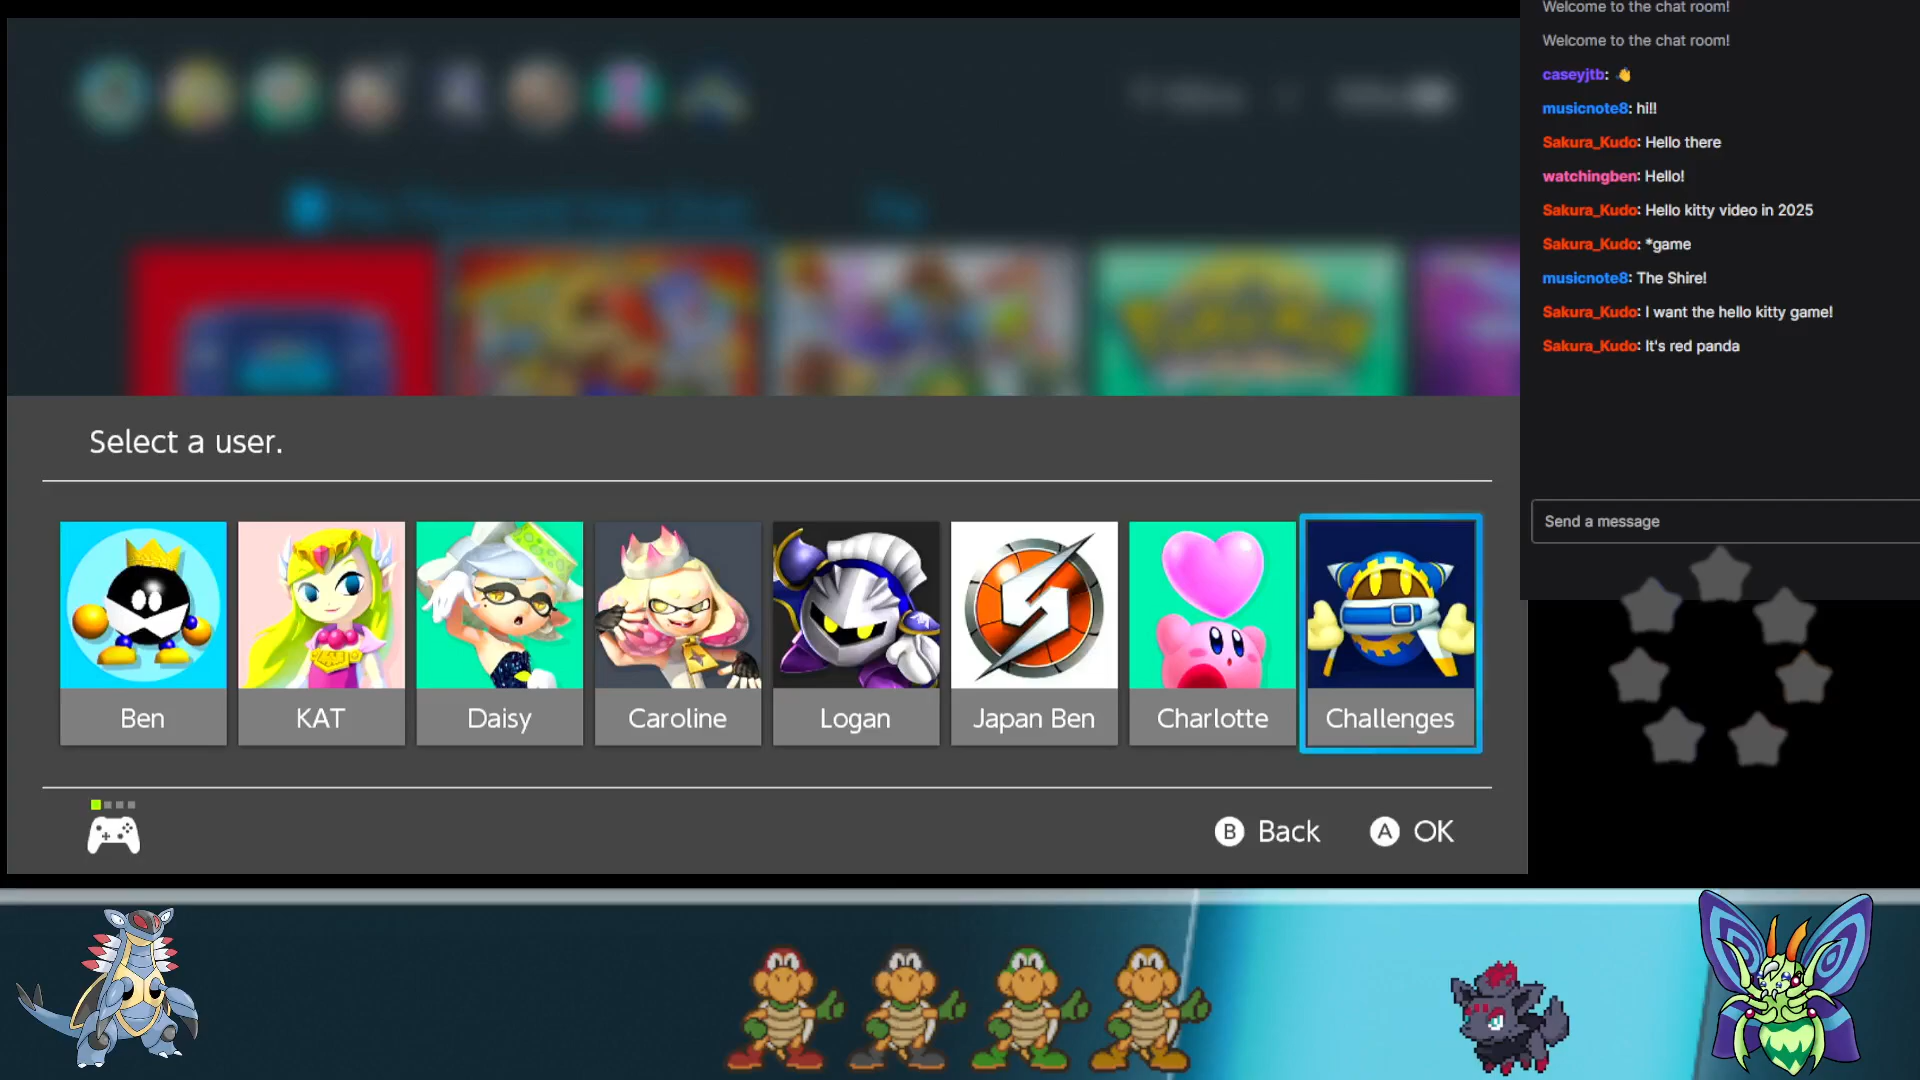 Welcome to the chat room!
Welcome to the chat room!
caseyjtb: 👋
musicnote8: hi!!
Sakura_Kudo: Hello there
watchingben: Hello!
Sakura_Kudo: Hello kitty video in 2025
Sakura_Kudo: *game
musicnote8: The Shire!
Sakura_Kudo: I want the hello kitty game!
Sakura_Kudo: It's red panda
Send a message
Select a user.
Ben
KAT
Daisy
Caroline
Logan
Japan Ben
Charlotte
Challenges
B Back
A OK